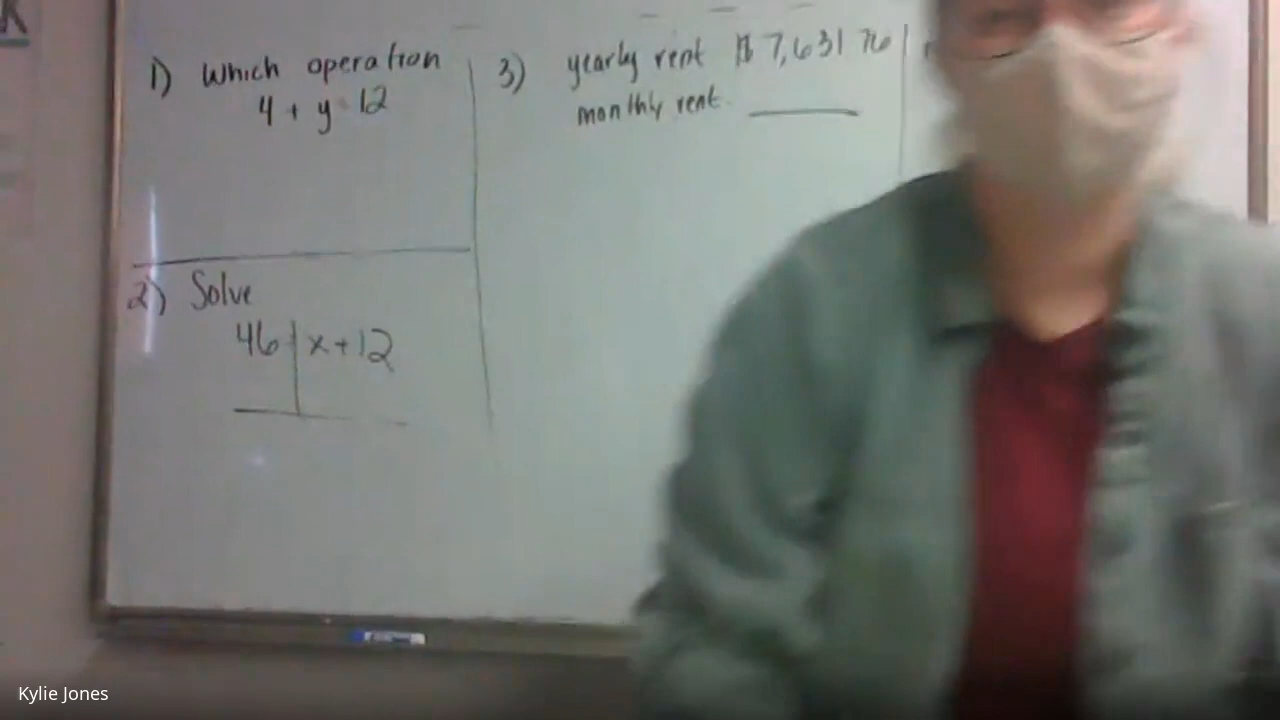 1) Which operation
4 + y = 12
2) Solve
46 | x + 12
3) yearly rent $ 7,631 76
monthly rent
Kylie Jones